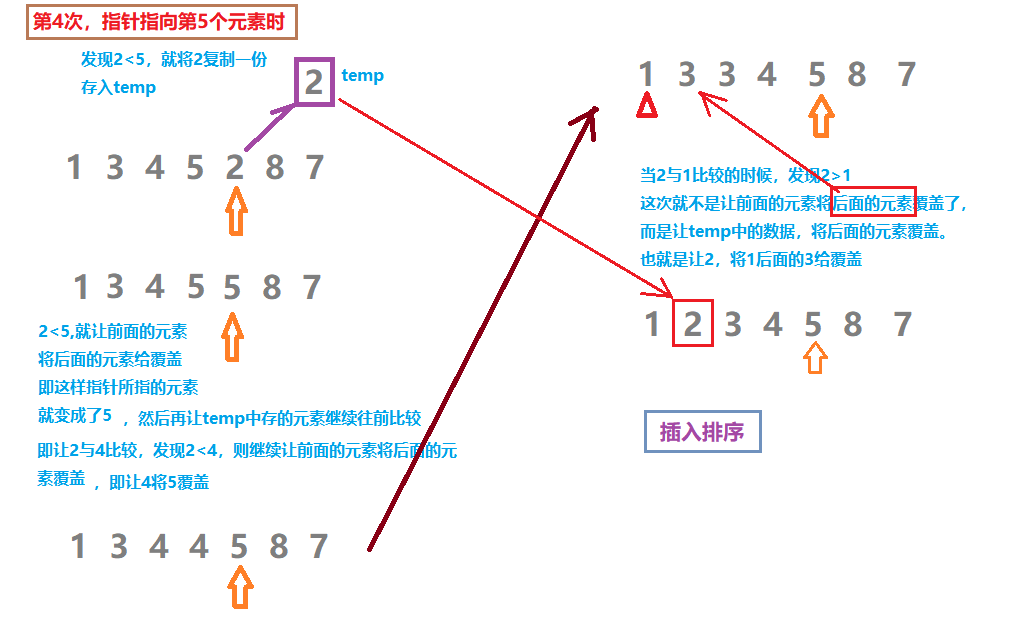 第4次，指针指向第5个元素时
发现2<5，就将2复制一份
存入temp
2 temp
1 3 4 5 2 8 7
1 3 4 5 5 8 7
2<5,就让前面的元素
将后面的元素给覆盖
即这样指针所指的元素
就变成了5 ，然后再让temp中存的元素继续往前比较
即让2与4比较，发现2<4，则继续让前面的元素将后面的元
素覆盖 ，即让4将5覆盖
1 3 4 4 5 8 7
1 3 3 4 5 8 7
当2与1比较的时候，发现2>1
这次就不是让前面的元素将后面的元素覆盖了，
而是让temp中的数据，将后面的元素覆盖。
也就是让2，将1后面的3给覆盖
1 2 3 4 5 8 7
插入排序